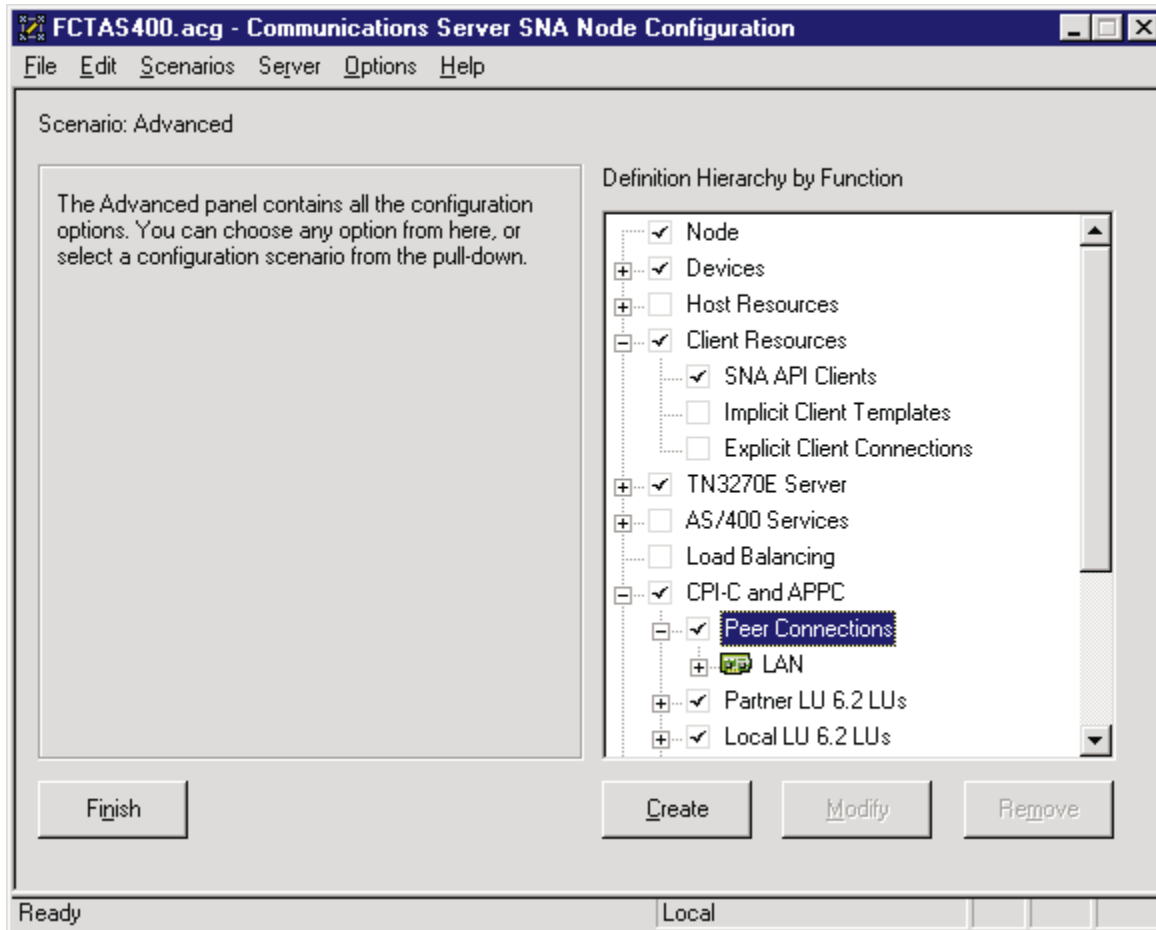 FCTAS400.acg - Communications Server SNA Node Configuration
File Edit Scenarios Server Options Help
Scenario: Advanced
The Advanced panel contains all the configuration
options. You can choose any option from here, or
select a configuration scenario from the pull-down.
Definition Hierarchy by Function
Node
Devices
Host Resources
Client Resources
SNA API Clients
Implicit Client Templates
Explicit Client Connections
TN3270E Server
AS/400 Services
Load Balancing
CPI-C and APPC
Peer Connections
LAN
Partner LU 6.2 LUs
Local LU 6.2 LUs
Finish
Create Modify Remove
Ready Local